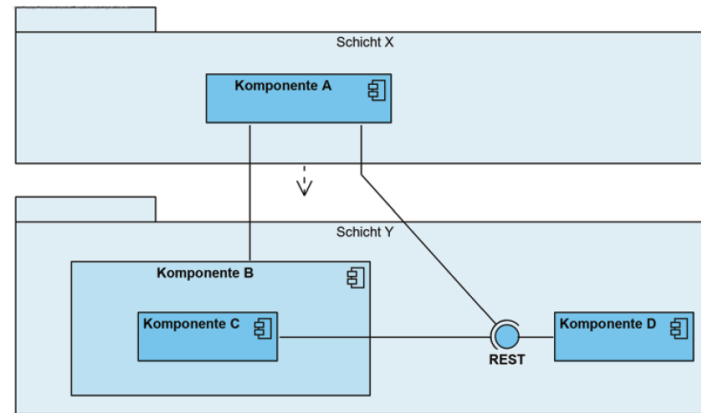 Schicht X
Komponente A
Schicht Y
Komponente B
Komponente C
Komponente D
REST